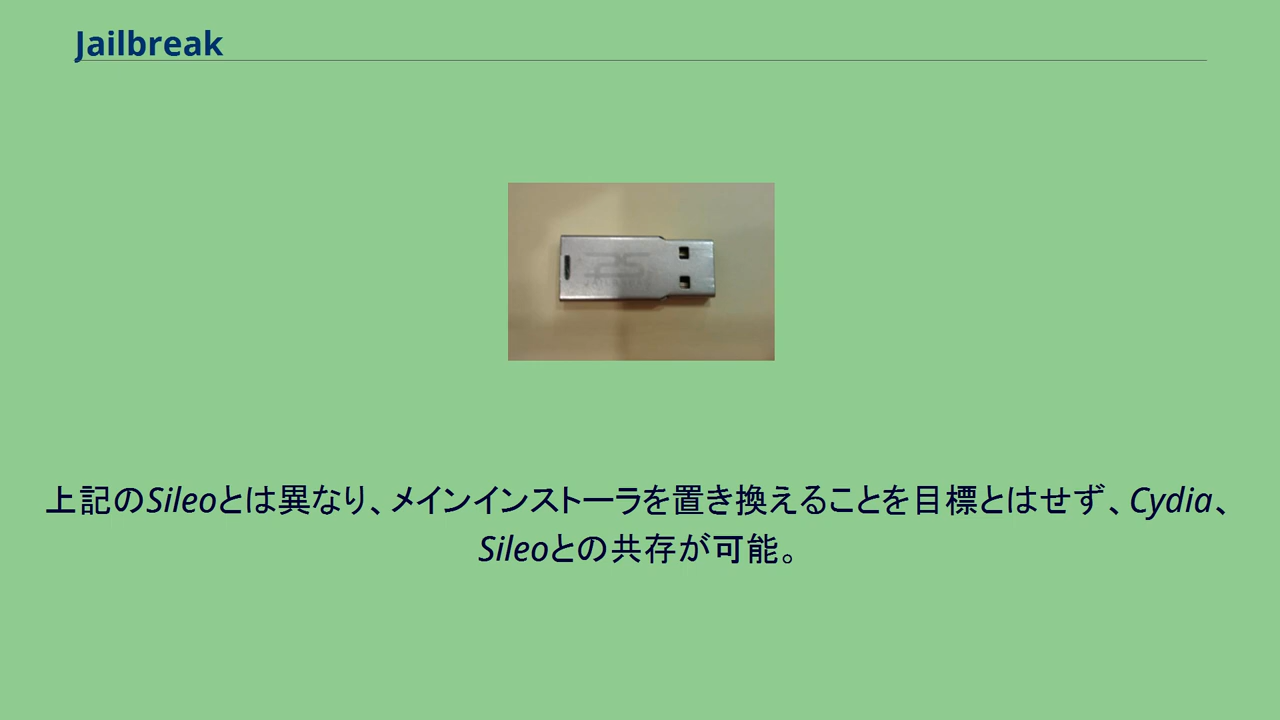 Jailbreak
上記のSileoとは異なり、メインインストーラを置き換えることを目標とはせず、Cydia、
Sileoとの共存が可能。